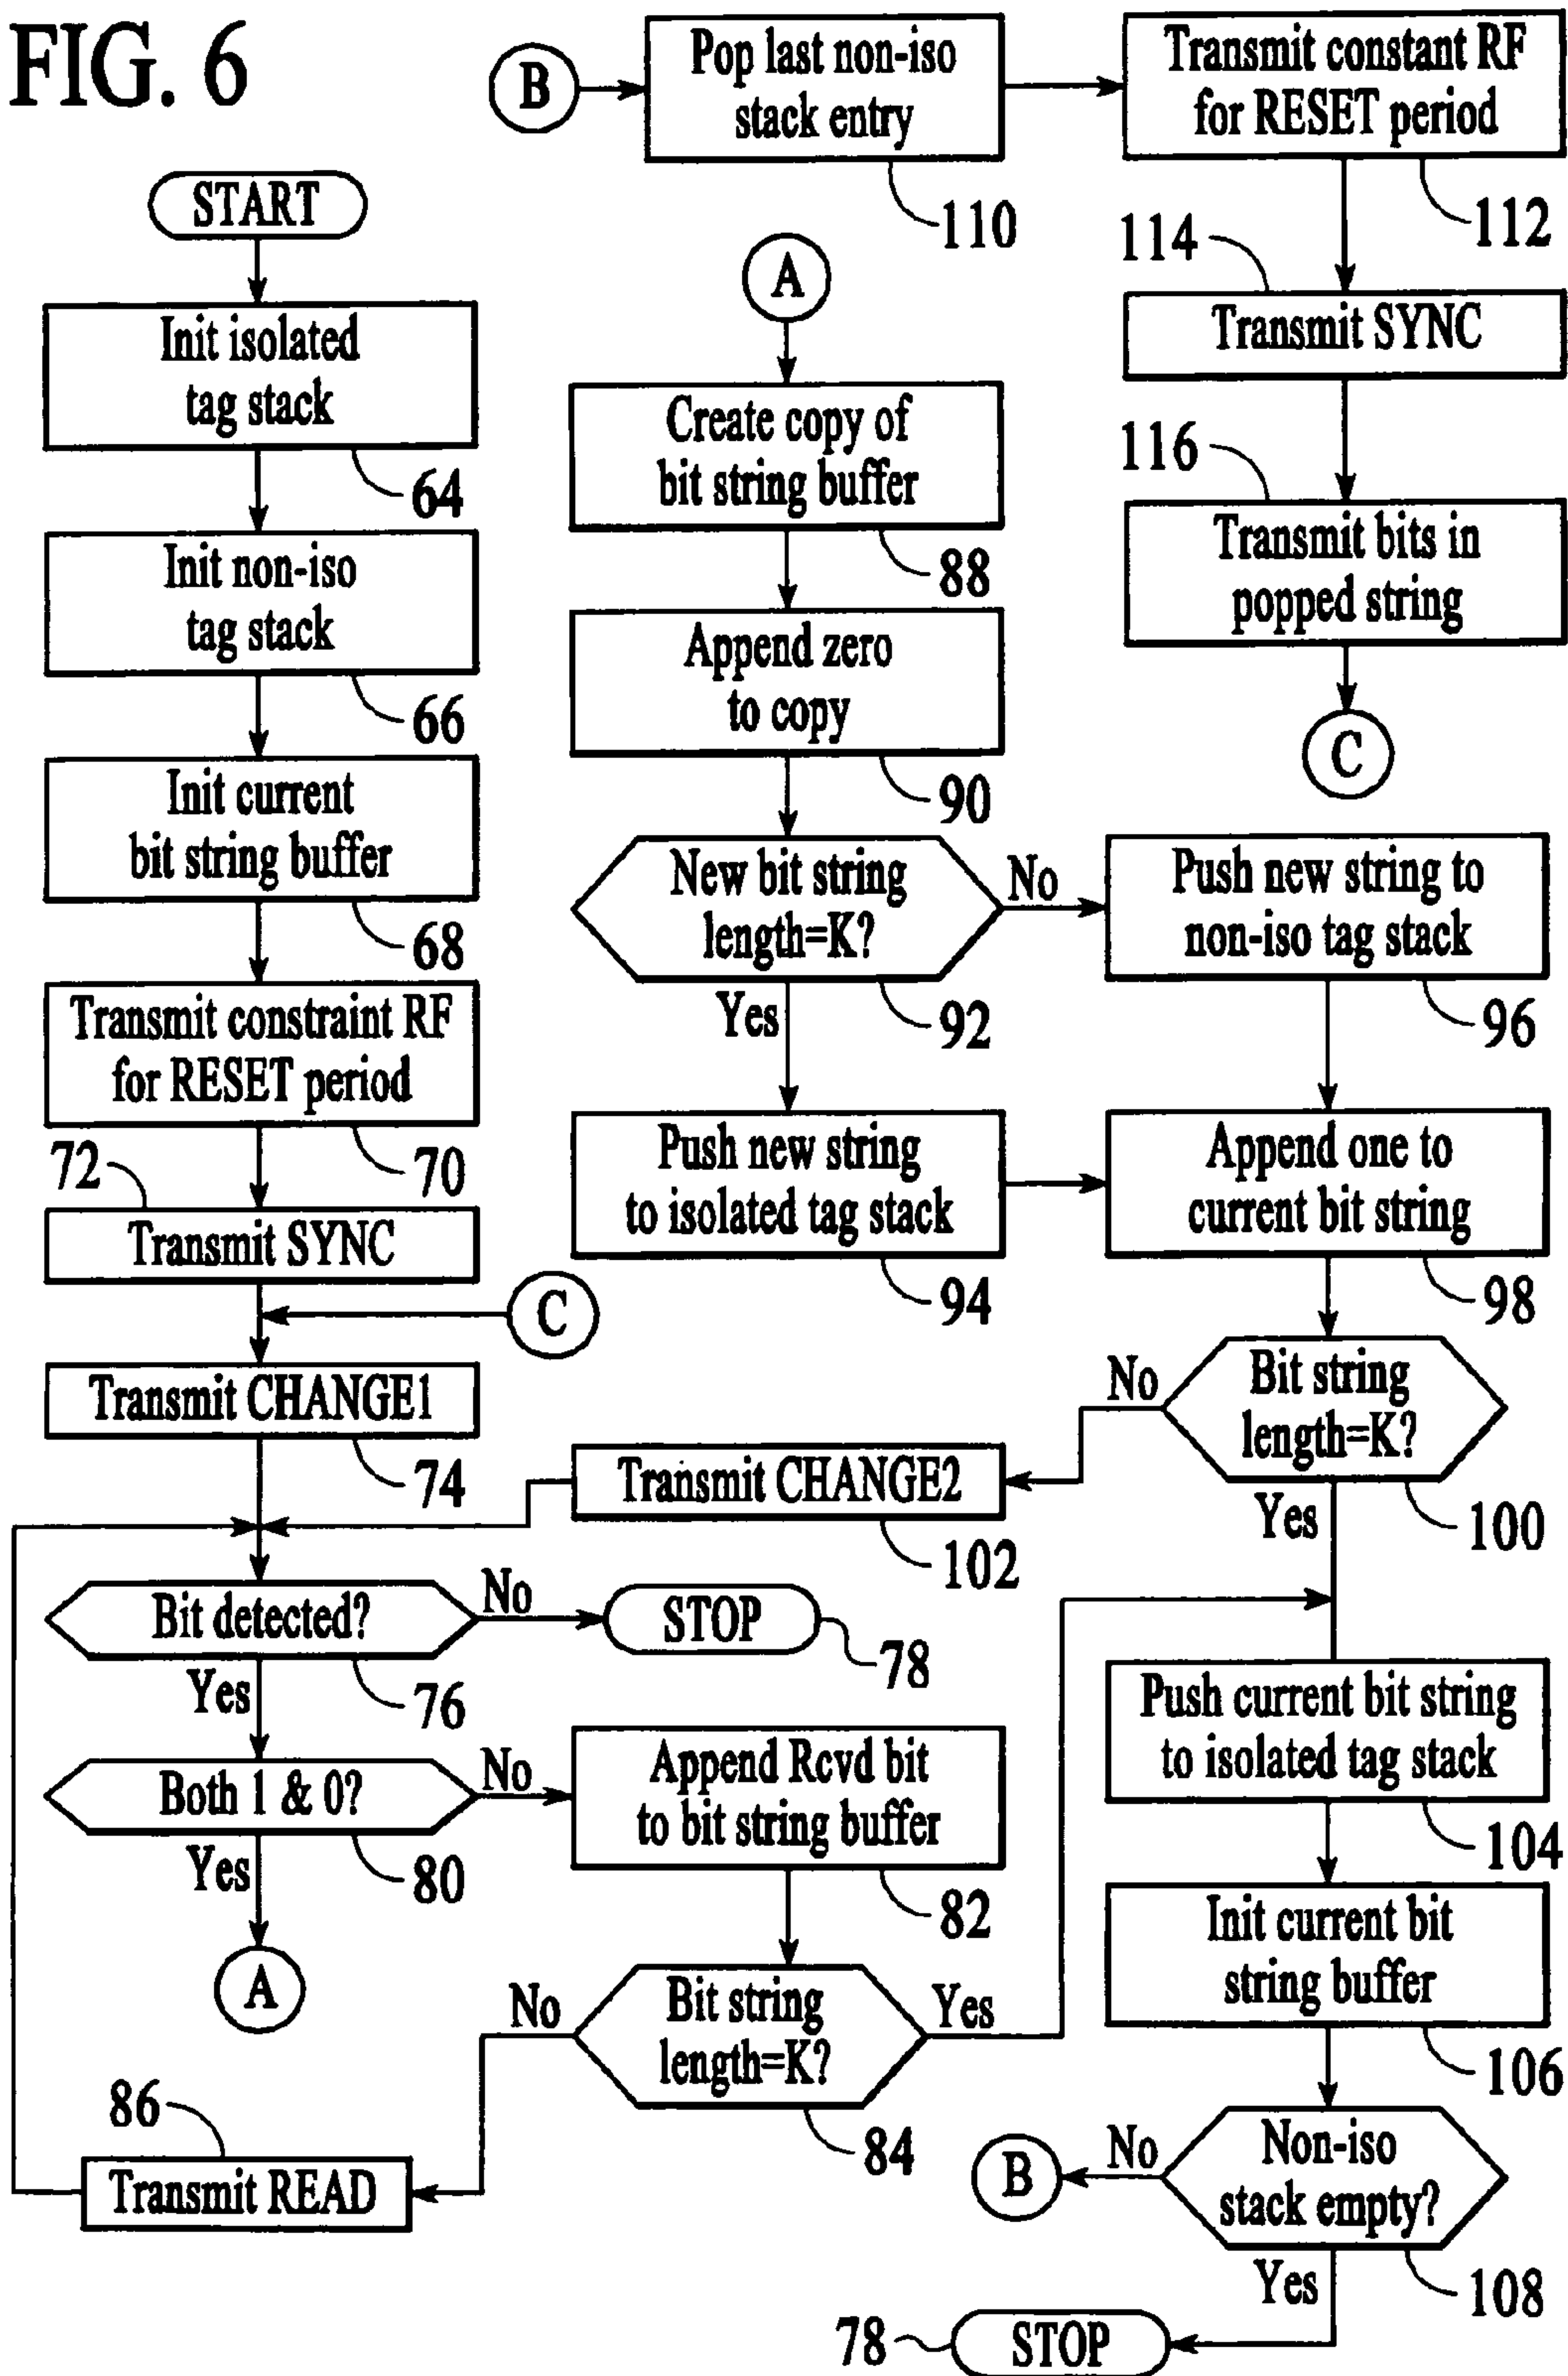 FIG. 6
B
Pop last non-iso
stack entry
110
Transmit constant RF
for RESET period
112
START
Init isolated
tag stack
64
Init non-iso
tag stack
66
Init current
bit string buffer
68
Transmit constraint RF
for RESET period
70
72
Transmit SYNC
C
Transmit CHANGE1
74
Bit detected?
No
STOP
78
Yes
76
Both 1 & 0?
No
Yes
80
A
Append Rcvd bit
to bit string buffer
82
Bit string
length=K?
No
Yes
84
86
Transmit READ
A
Create copy of
bit string buffer
88
Append zero
to copy
90
New bit string
length=K?
No
Yes
92
Push new string
to isolated tag stack
94
114
Transmit SYNC
116
Transmit bits in
popped string
C
Push new string to
non-iso tag stack
96
Append one to
current bit string
98
Bit string
length=K?
No
Yes
100
Transmit CHANGE2
102
Push current bit string
to isolated tag stack
104
Init current bit
string buffer
106
Non-iso
stack empty?
No
B
Yes
108
78
STOP